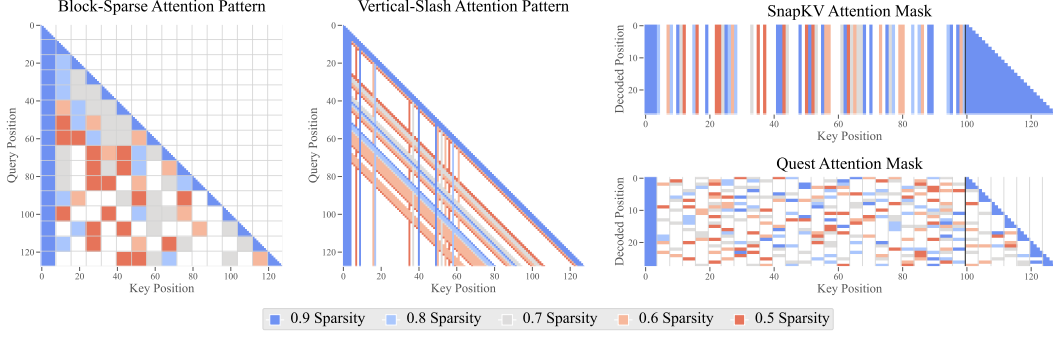 Block-Sparse Attention Pattern
0
20
40
60
80
100
120
Query Position
0 20 40 60 80 100 120
Key Position
Vertical-Slash Attention Pattern
0
20
40
60
80
100
120
Query Position
0 20 40 60 80 100 120
Key Position
SnapKV Attention Mask
0
10
20
Decoded Position
0 20 40 60 80 100 120
Key Position
Quest Attention Mask
0
10
20
Decoded Position
0 20 40 60 80 100 120
Key Position
0.9 Sparsity 0.8 Sparsity 0.7 Sparsity 0.6 Sparsity 0.5 Sparsity